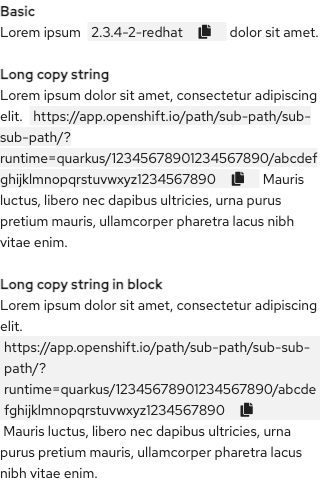 Basic
Lorem ipsum 2.3.4-2-redhat dolor sit amet.
Long copy string
Lorem ipsum dolor sit amet, consectetur adipiscing
elit. https://app.openshift.io/path/sub-path/sub-
sub-path/?
runtime=quarkus/12345678901234567890/abcdef
ghijklmnopqrstuvwxyz1234567890 Mauris
luctus, libero nec dapibus ultricies, urna purus
pretium mauris, ullamcorper pharetra lacus nibh
vitae enim.
Long copy string in block
Lorem ipsum dolor sit amet, consectetur adipiscing
elit.
https://app.openshift.io/path/sub-path/sub-sub-
path/?
runtime=quarkus/12345678901234567890/abcde
fghijklmnopqrstuvwxyz1234567890
Mauris luctus, libero nec dapibus ultricies, urna
purus pretium mauris, ullamcorper pharetra lacus
nibh vitae enim.